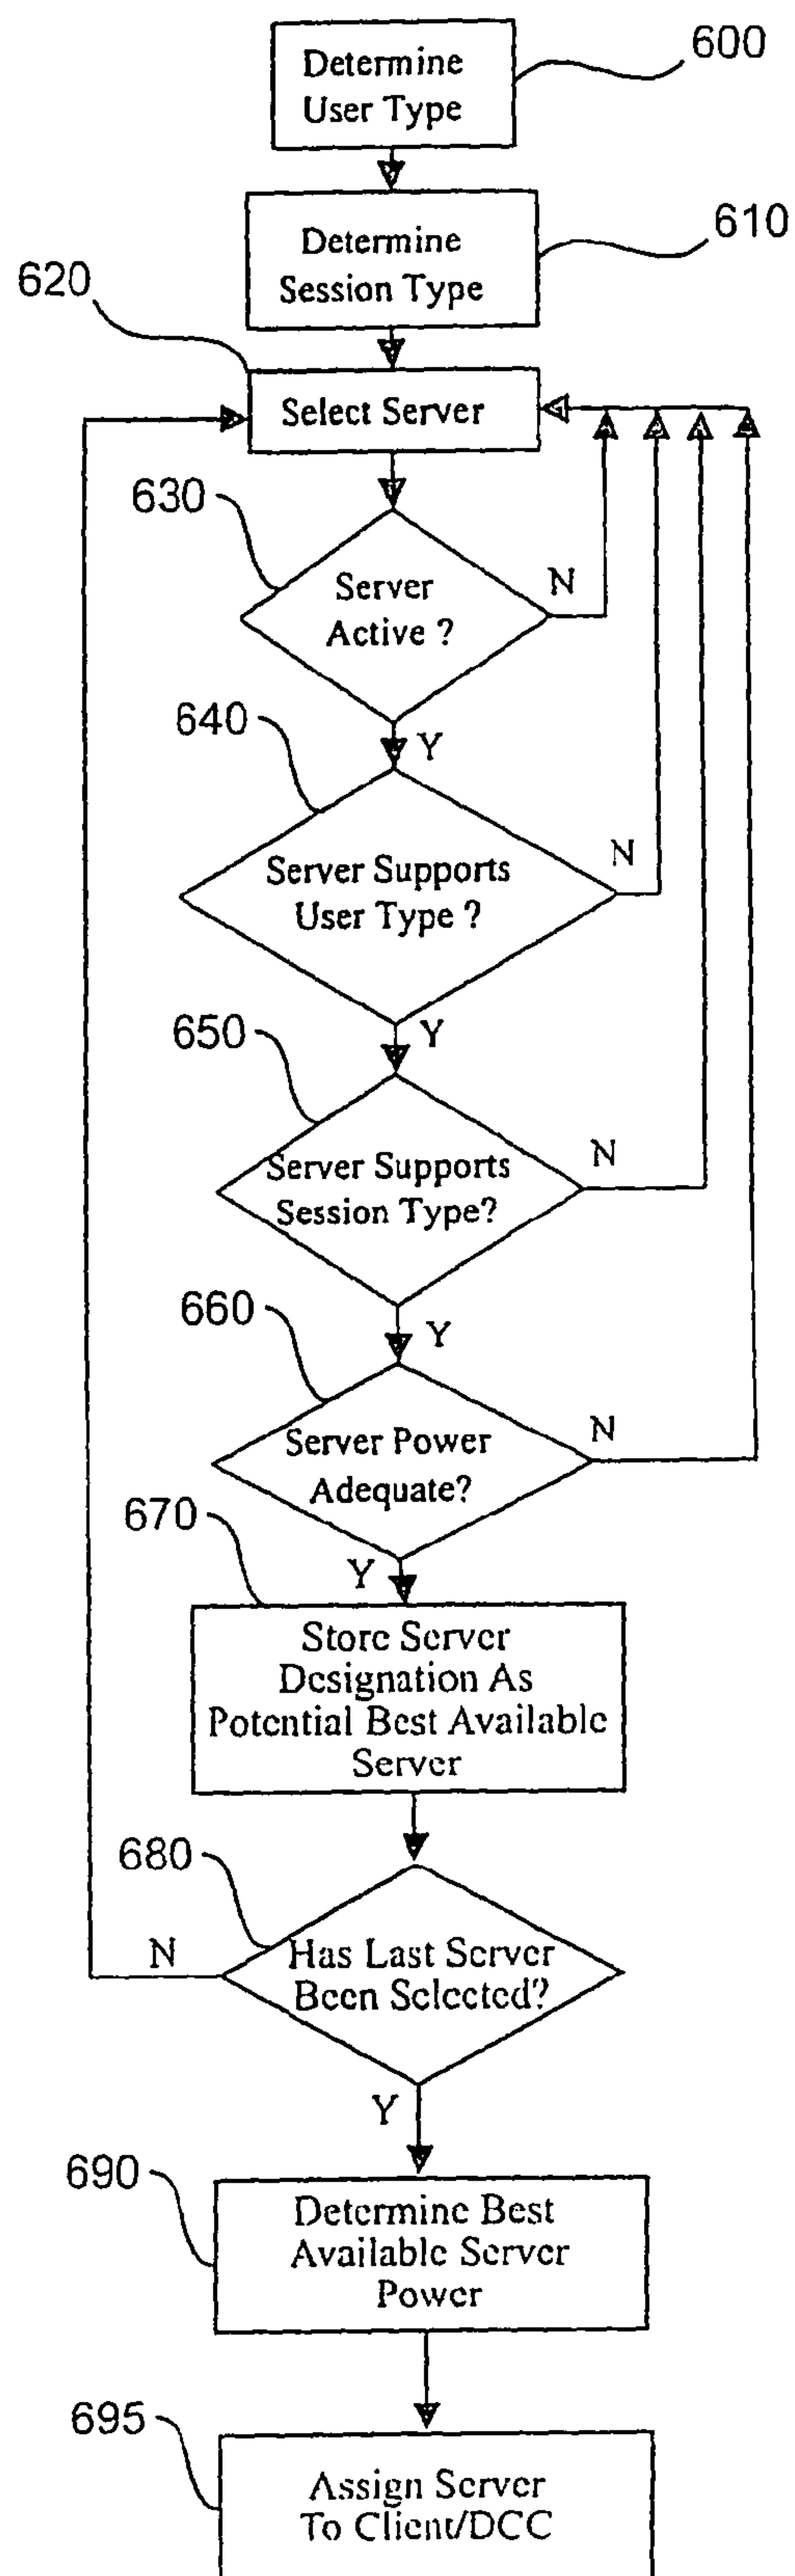 Determine
User Type
600
Determine
Session Type
610
620
Select Server
630
Server
Active ?
N
Y
640
Server Supports
User Type ?
N
Y
650
Server Supports
Session Type?
N
Y
660
Server Power
Adequate?
N
Y
670
Store Server
Designation As
Potential Best Available
Server
680
Has Last Server
Been Selected?
N
Y
690
Determine Best
Available Server
Power
695
Assign Server
To Client/DCC